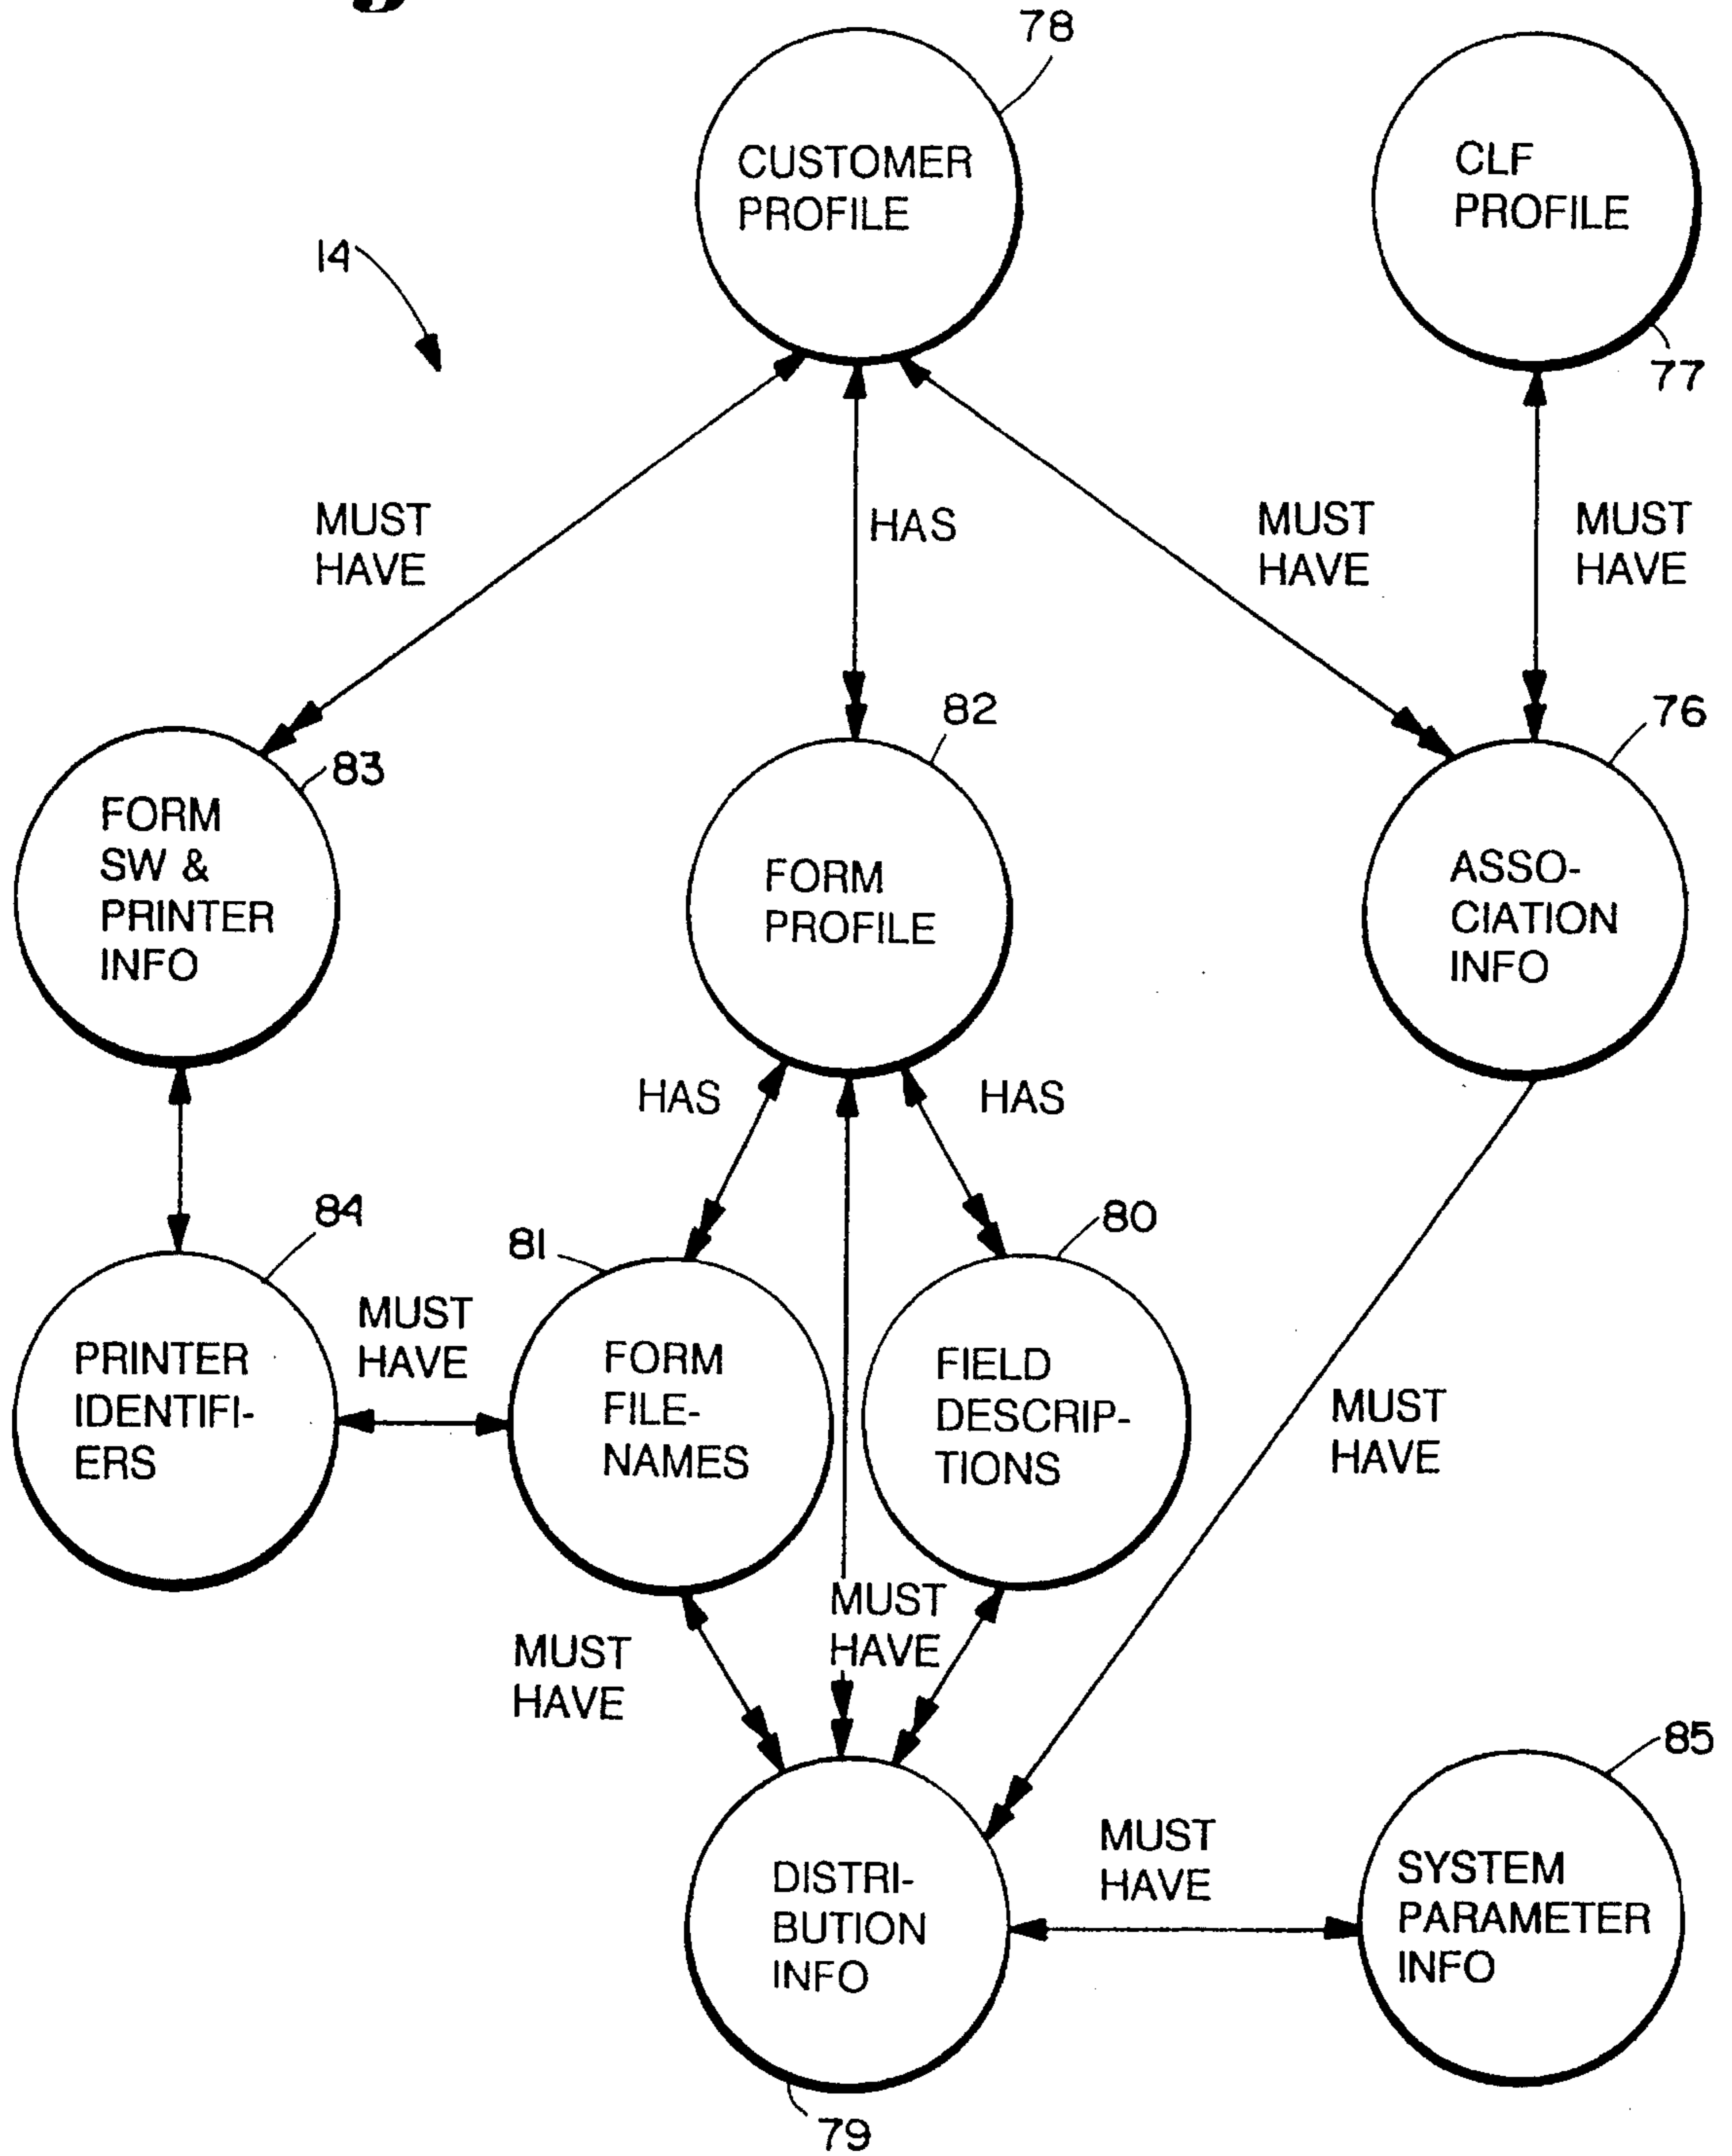 78
CUSTOMER
PROFILE
CLF
PROFILE
14
77
MUST
HAVE
HAS
MUST
HAVE
MUST
HAVE
82
76
83
FORM
SW &
PRINTER
INFO
FORM
PROFILE
ASSO-
CIATION
INFO
HAS
HAS
84
81
80
MUST
HAVE
PRINTER
IDENTIFI-
ERS
FORM
FILE-
NAMES
FIELD
DESCRIP-
TIONS
MUST
HAVE
MUST
HAVE
MUST
HAVE
85
MUST
HAVE
DISTRI-
BUTION
INFO
SYSTEM
PARAMETER
INFO
79